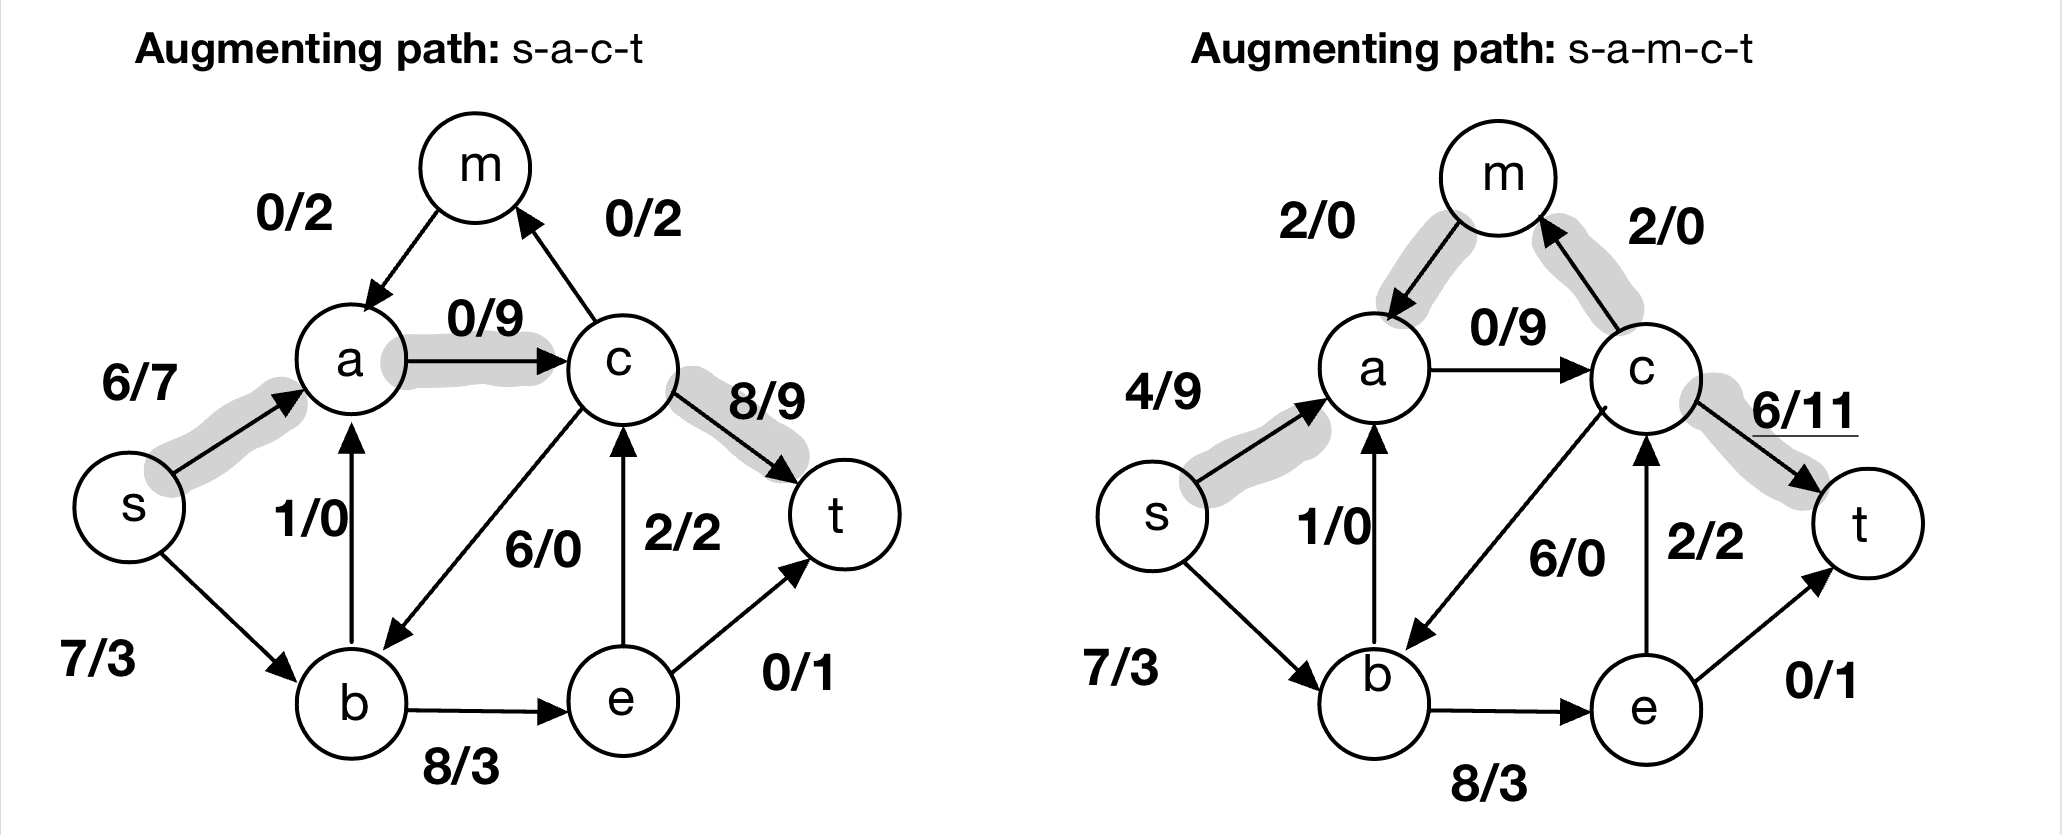 Augmenting path: s-a-c-t
m
0/2
0/2
0/9
a
c
6/7
8/9
s
1/0
6/0
2/2
t
7/3
b
e
0/1
8/3
Augmenting path: s-a-m-c-t
m
2/0
2/0
0/9
a
c
4/9
6/11
s
1/0
6/0
2/2
t
7/3
b
e
0/1
8/3